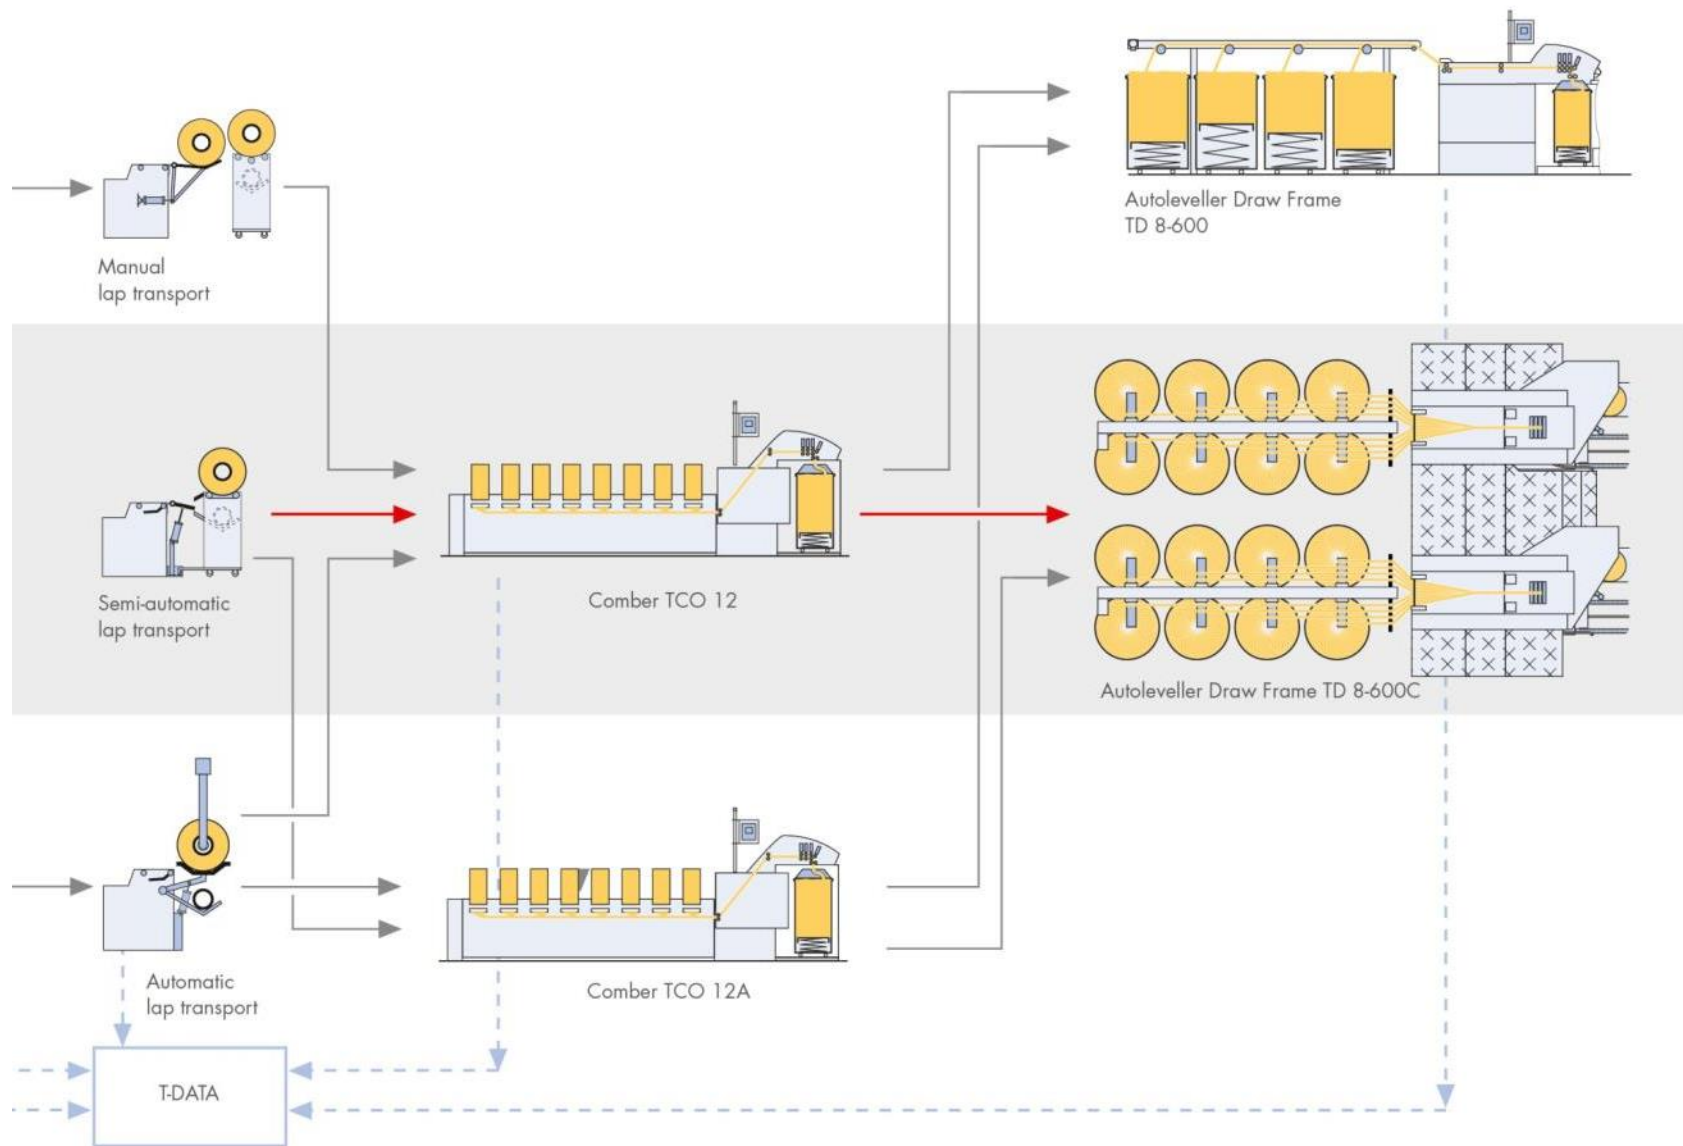 Autoleveller Draw Frame
TD 8-600
Manual
lap transport
Semi-automatic
lap transport
Comber TCO 12
Autoleveller Draw Frame TD 8-600C
Automatic
lap transport
Comber TCO 12A
T-DATA